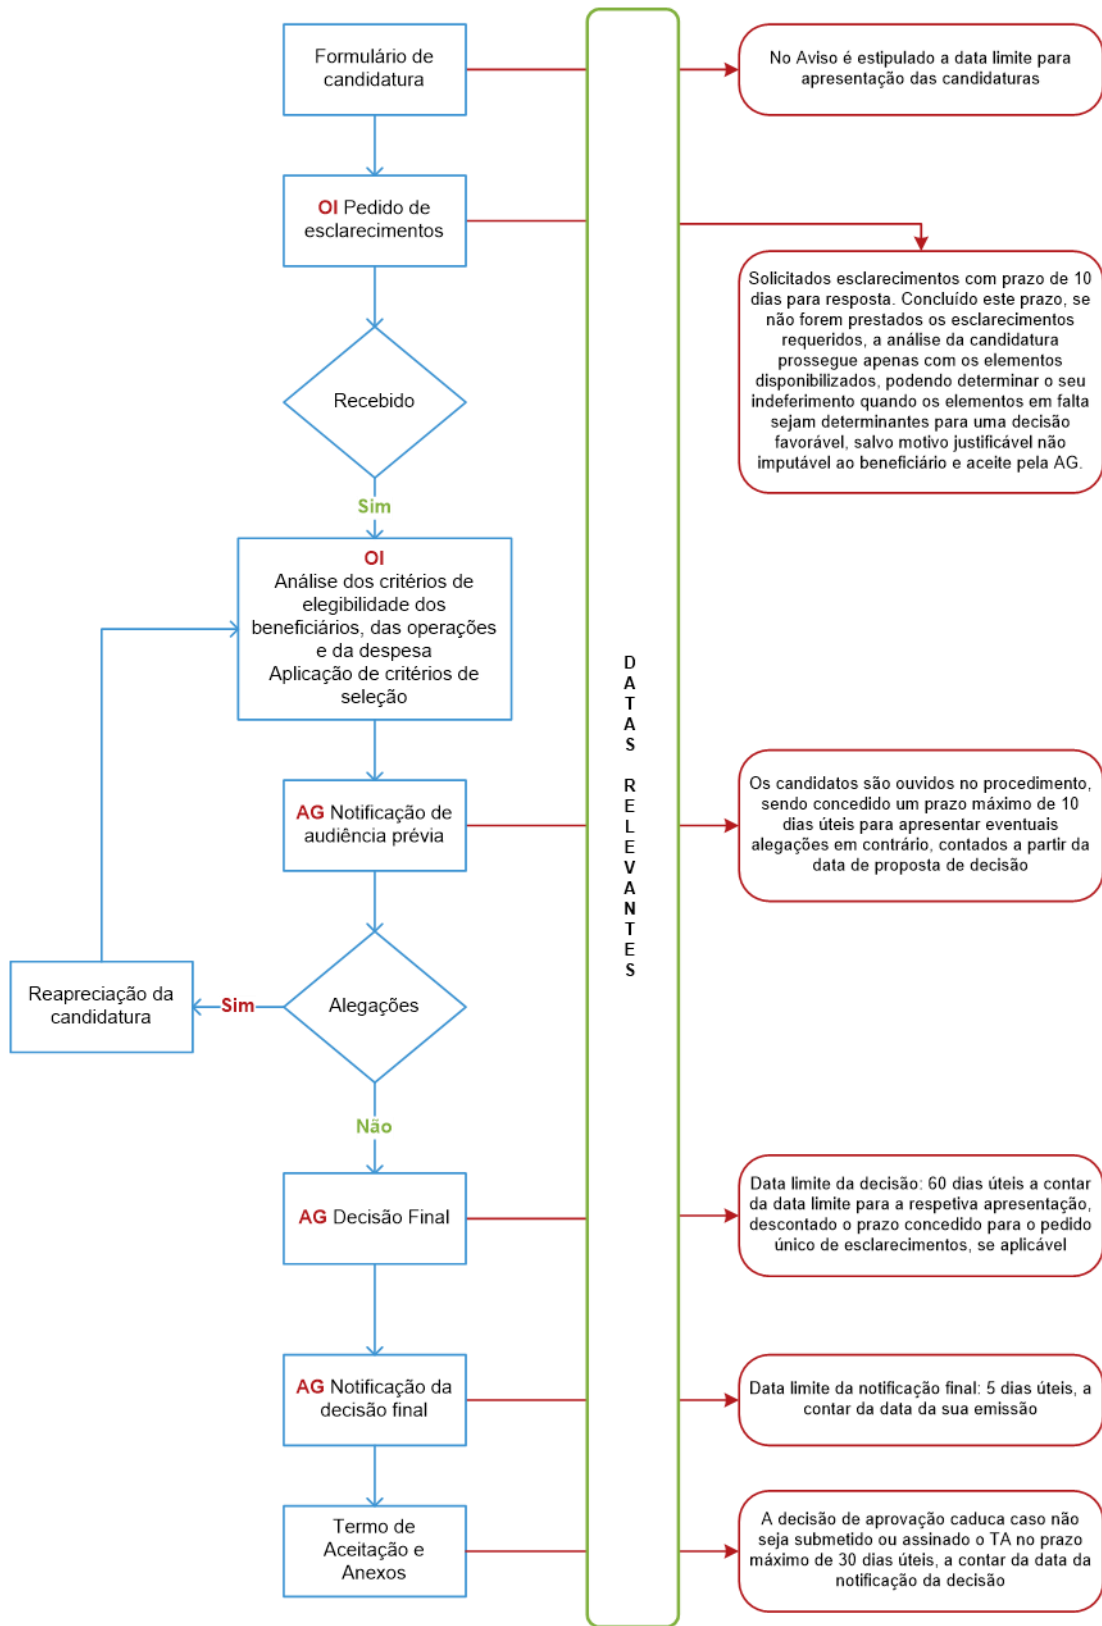 Formulário de
candidatura
No Aviso é estipulado a data limite para
apresentação das candidaturas
OI Pedido de
esclarecimentos
Solicitados esclarecimentos com prazo de 10
dias para resposta. Concluído este prazo, se
não forem prestados os esclarecimentos
requeridos, a análise da candidatura
prossegue apenas com os elementos
disponibilizados, podendo determinar o seu
indeferimento quando os elementos em falta
sejam determinantes para uma decisão
favorável, salvo motivo justificável não
imputável ao beneficiário e aceite pela AG.
Recebido
Sim
OI
Análise dos critérios de
elegibilidade dos
beneficiários, das operações
e da despesa
Aplicação de critérios de
seleção
DATAS RELEVANTES
AG Notificação de
audiência prévia
Os candidatos são ouvidos no procedimento,
sendo concedido um prazo máximo de 10
dias úteis para apresentar eventuais
alegações em contrário, contados a partir da
data de proposta de decisão
Reapreciação da
candidatura
Sim
Alegações
Não
AG Decisão Final
Data limite da decisão: 60 dias úteis a contar
da data limite para a respetiva apresentação,
descontado o prazo concedido para o pedido
único de esclarecimentos, se aplicável
AG Notificação da
decisão final
Data limite da notificação final: 5 dias úteis, a
contar da data da sua emissão
Termo de
Aceitação e
Anexos
A decisão de aprovação caduca caso não
seja submetido ou assinado o TA no prazo
máximo de 30 dias úteis, a contar da data da
notificação da decisão